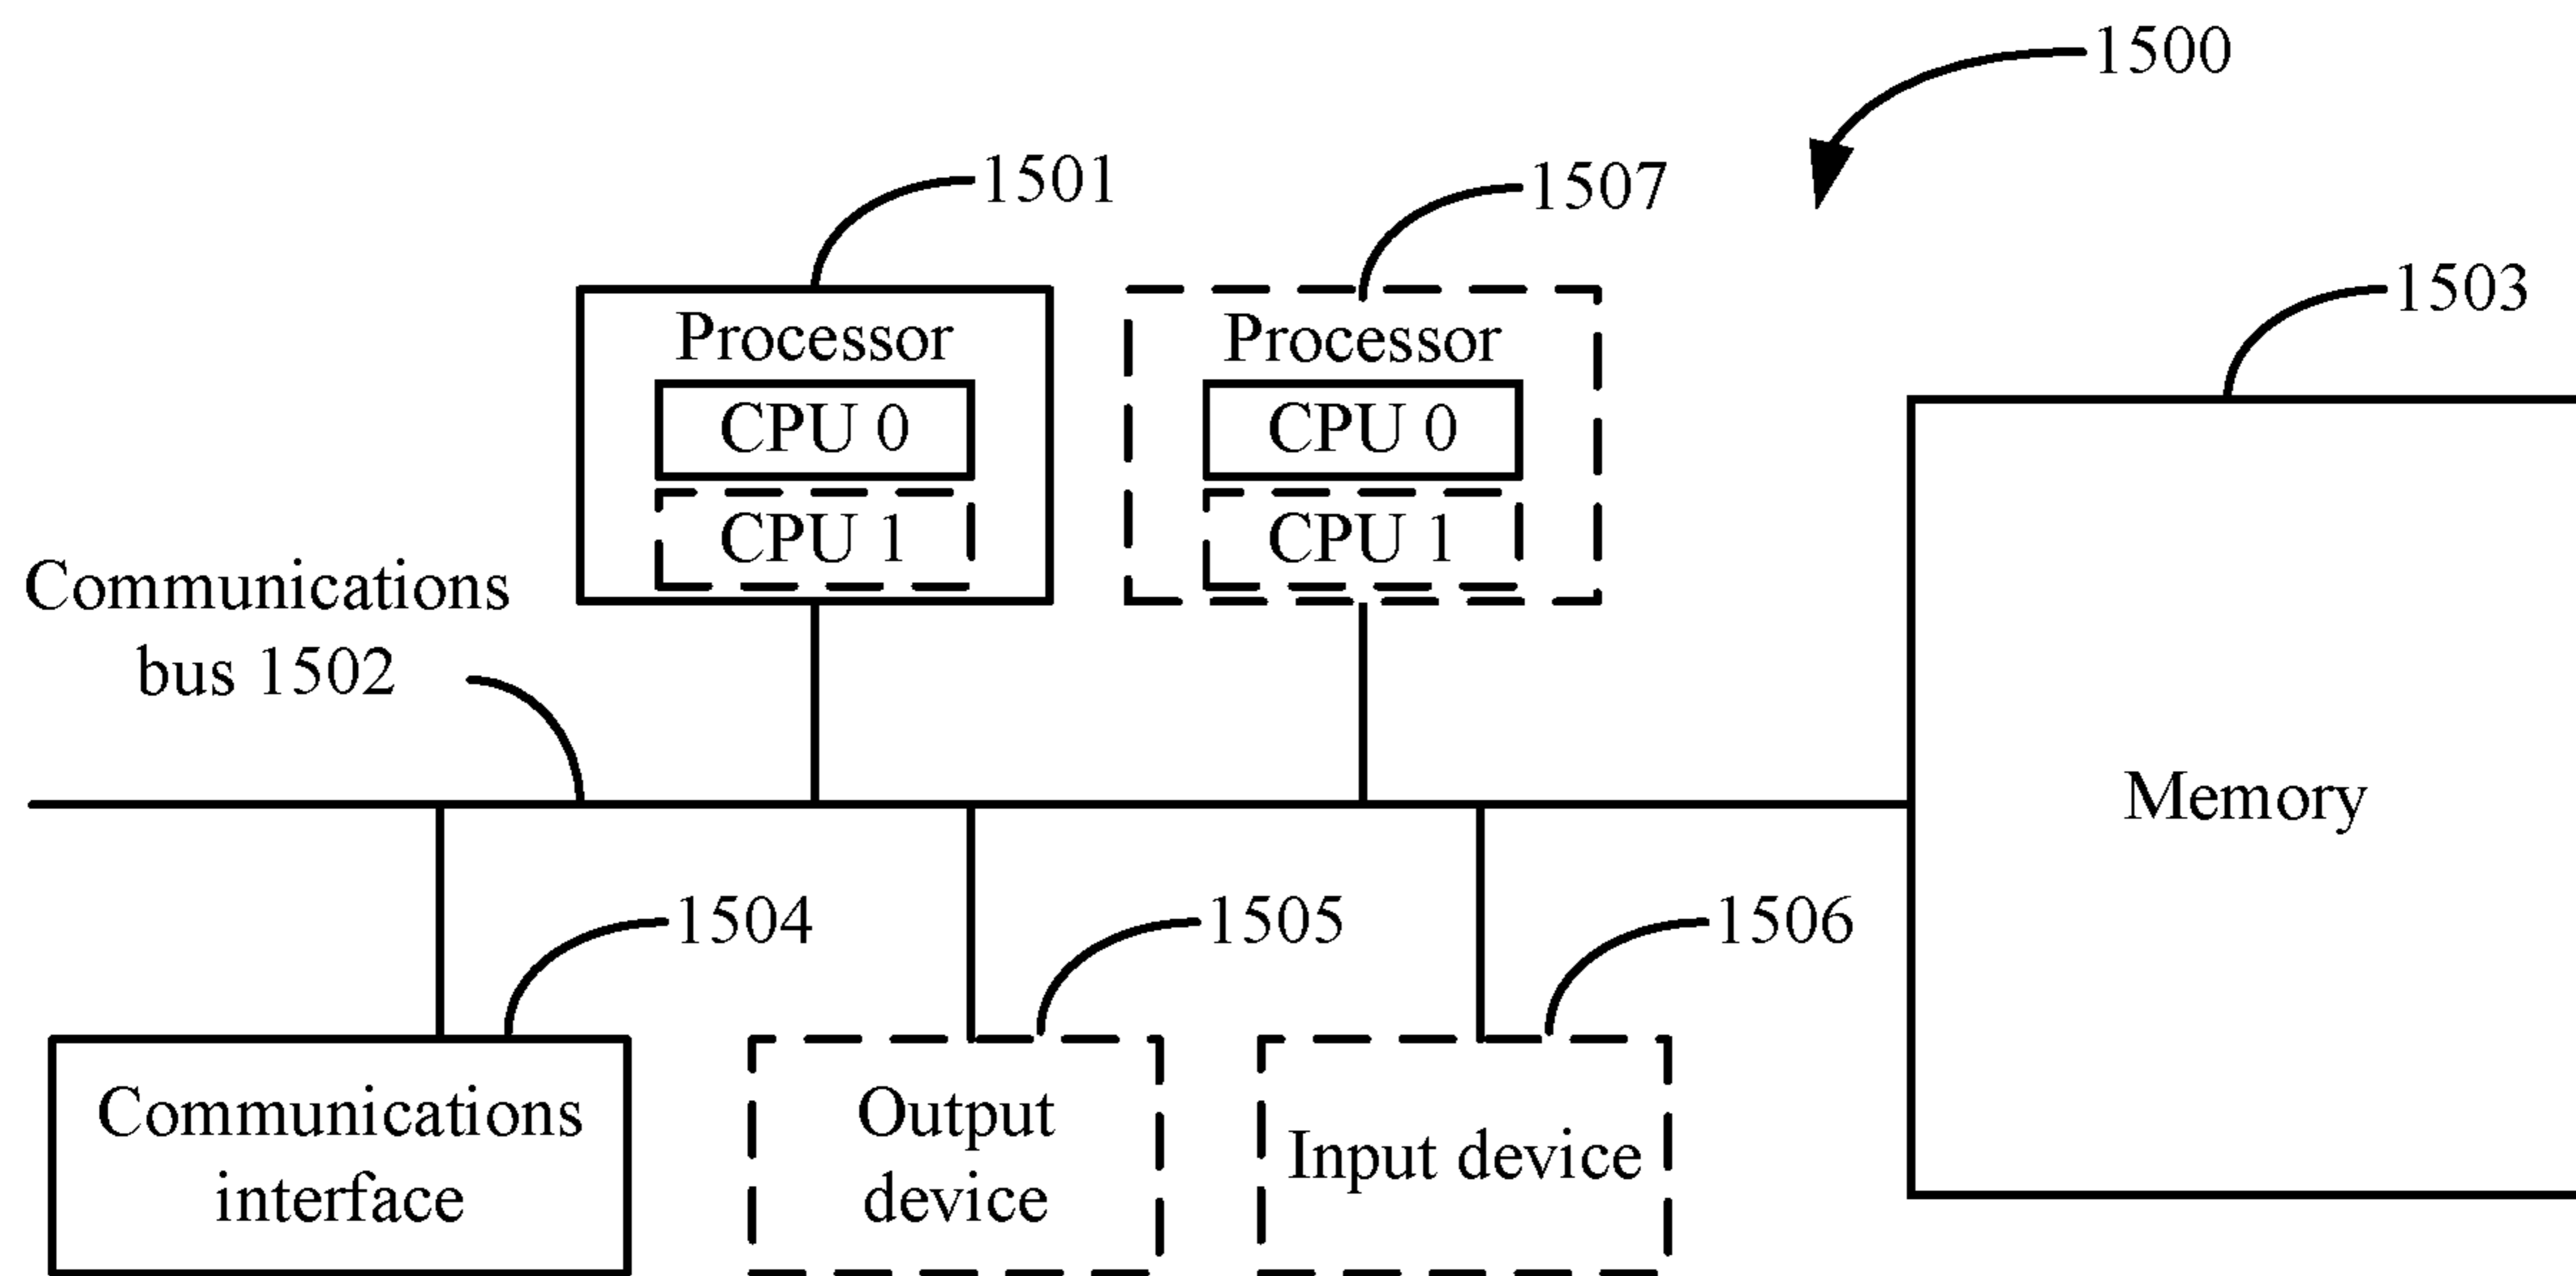 1500
1501
1507
1503
Processor
CPU 0
CPU 1
Processor
CPU 0
CPU 1
Communications
bus 1502
Memory
1504
1505
1506
Communications
interface
Output
device
Input device